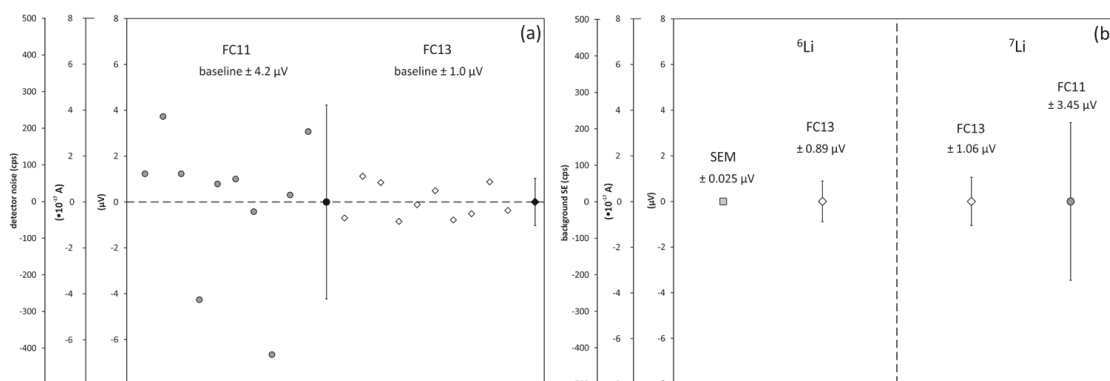 (a)
FC11
baseline ± 4.2 µV
FC13
baseline ± 1.0 µV
detector noise (cps)
500
400
300
200
100
0
-100
-200
-300
-400
(•10⁻¹⁷ A)
8
6
4
2
0
-2
-4
-6
(µV)
8
6
4
2
0
-2
-4
-6
(b)
⁶Li
⁷Li
SEM
± 0.025 µV
FC13
± 0.89 µV
FC13
± 1.06 µV
FC11
± 3.45 µV
background SE (cps)
500
400
300
200
100
0
-100
-200
-300
-400
(•10⁻¹⁷ A)
8
6
4
2
0
-2
-4
-6
(µV)
8
6
4
2
0
-2
-4
-6
-8